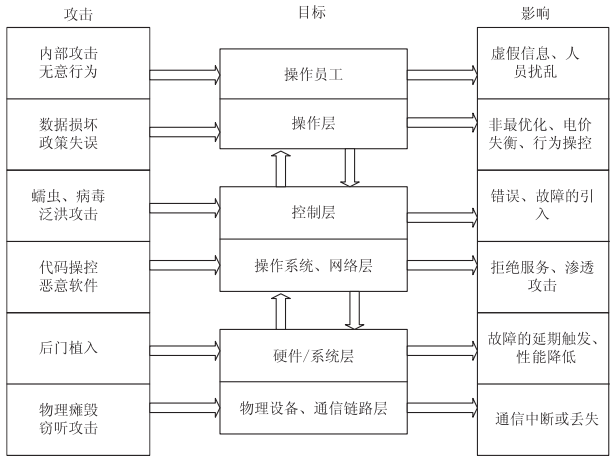 攻击
目标
影响
内部攻击
无意行为
操作员工
虚假信息、人
员扰乱
数据损坏
政策失误
操作层
非最优化、电价
失衡、行为操控
蠕虫、病毒
泛洪攻击
控制层
错误、故障的引
入
代码操控
恶意软件
操作系统、网络层
拒绝服务、渗透
攻击
后门植入
硬件/系统层
故障的延期触发、
性能降低
物理瘫毁
窃听攻击
物理设备、通信链路层
通信中断或丢失